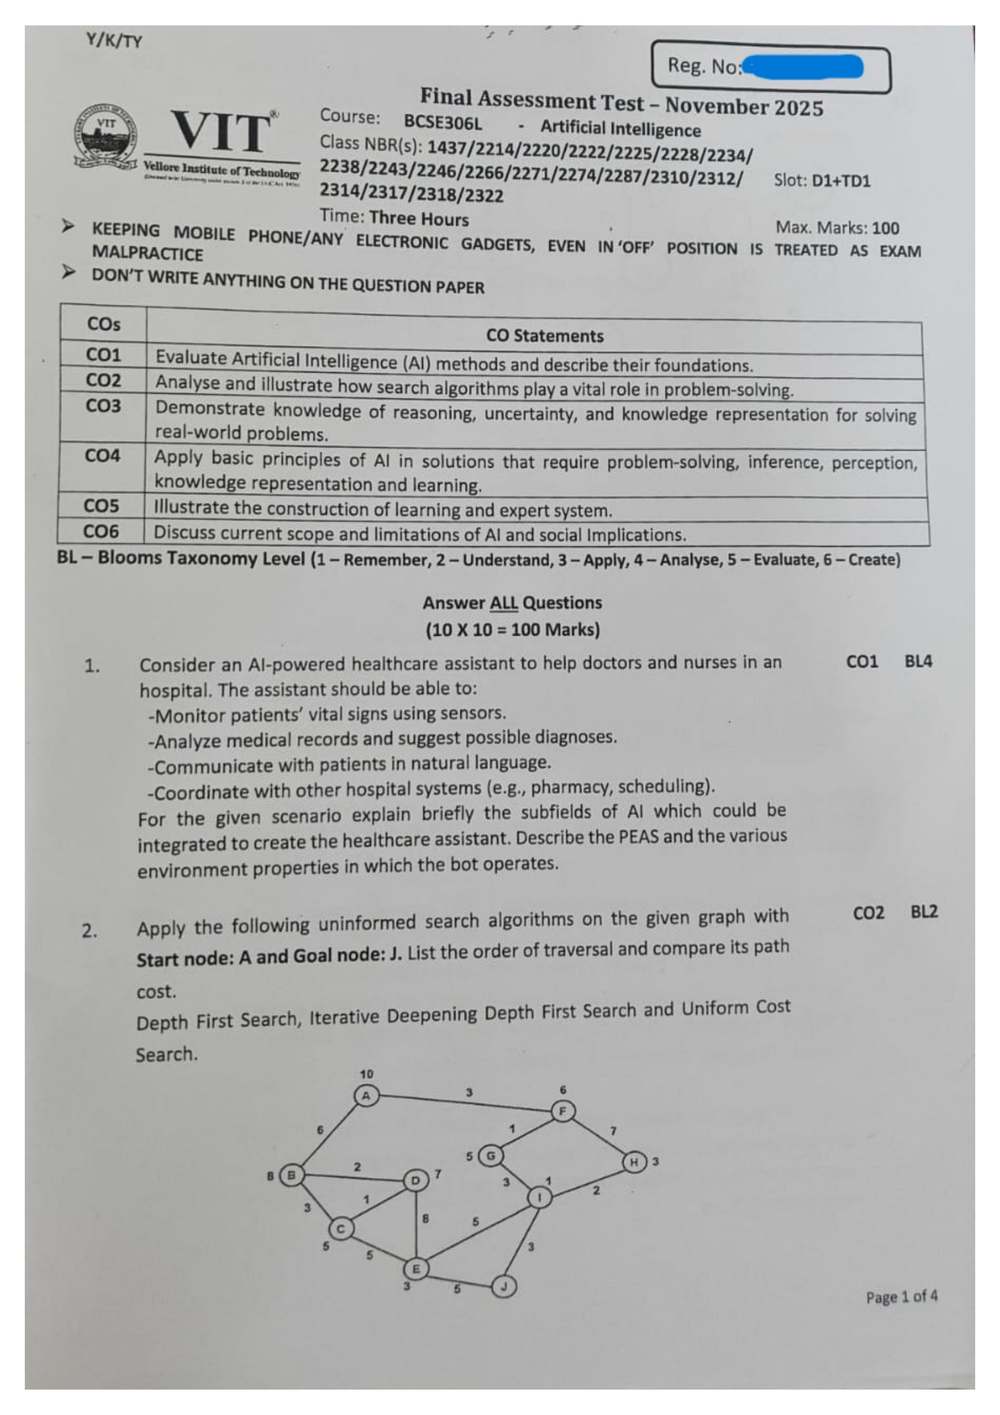 Y/K/TY
Reg. No:
Final Assessment Test – November 2025
VIT®
Vellore Institute of Technology
Course: BCSE306L - Artificial Intelligence
Class NBR(s): 1437/2214/2220/2222/2225/2228/2234/
2238/2243/2246/2266/2271/2274/2287/2310/2312/
2314/2317/2318/2322
Slot: D1+TD1
Time: Three Hours
Max. Marks: 100
➤ KEEPING MOBILE PHONE/ANY ELECTRONIC GADGETS, EVEN IN ‘OFF’ POSITION IS TREATED AS EXAM
MALPRACTICE
➤ DON’T WRITE ANYTHING ON THE QUESTION PAPER
COs CO Statements
CO1 Evaluate Artificial Intelligence (AI) methods and describe their foundations.
CO2 Analyse and illustrate how search algorithms play a vital role in problem-solving.
CO3 Demonstrate knowledge of reasoning, uncertainty, and knowledge representation for solving
real-world problems.
CO4 Apply basic principles of AI in solutions that require problem-solving, inference, perception,
knowledge representation and learning.
CO5 Illustrate the construction of learning and expert system.
CO6 Discuss current scope and limitations of AI and social Implications.
BL – Blooms Taxonomy Level (1 – Remember, 2 – Understand, 3 – Apply, 4 – Analyse, 5 – Evaluate, 6 – Create)
Answer ALL Questions
(10 X 10 = 100 Marks)
1. Consider an AI-powered healthcare assistant to help doctors and nurses in an CO1 BL4
hospital. The assistant should be able to:
-Monitor patients’ vital signs using sensors.
-Analyze medical records and suggest possible diagnoses.
-Communicate with patients in natural language.
-Coordinate with other hospital systems (e.g., pharmacy, scheduling).
For the given scenario explain briefly the subfields of AI which could be
integrated to create the healthcare assistant. Describe the PEAS and the various
environment properties in which the bot operates.
2. Apply the following uninformed search algorithms on the given graph with CO2 BL2
Start node: A and Goal node: J. List the order of traversal and compare its path
cost.
Depth First Search, Iterative Deepening Depth First Search and Uniform Cost
Search.
10
A 3 6
F
6 1 7
5 G
H 3
8 B 2 D 7
3 1
I 2
3 1
C 8 5
5 5 3
E
3 5 J
Page 1 of 4